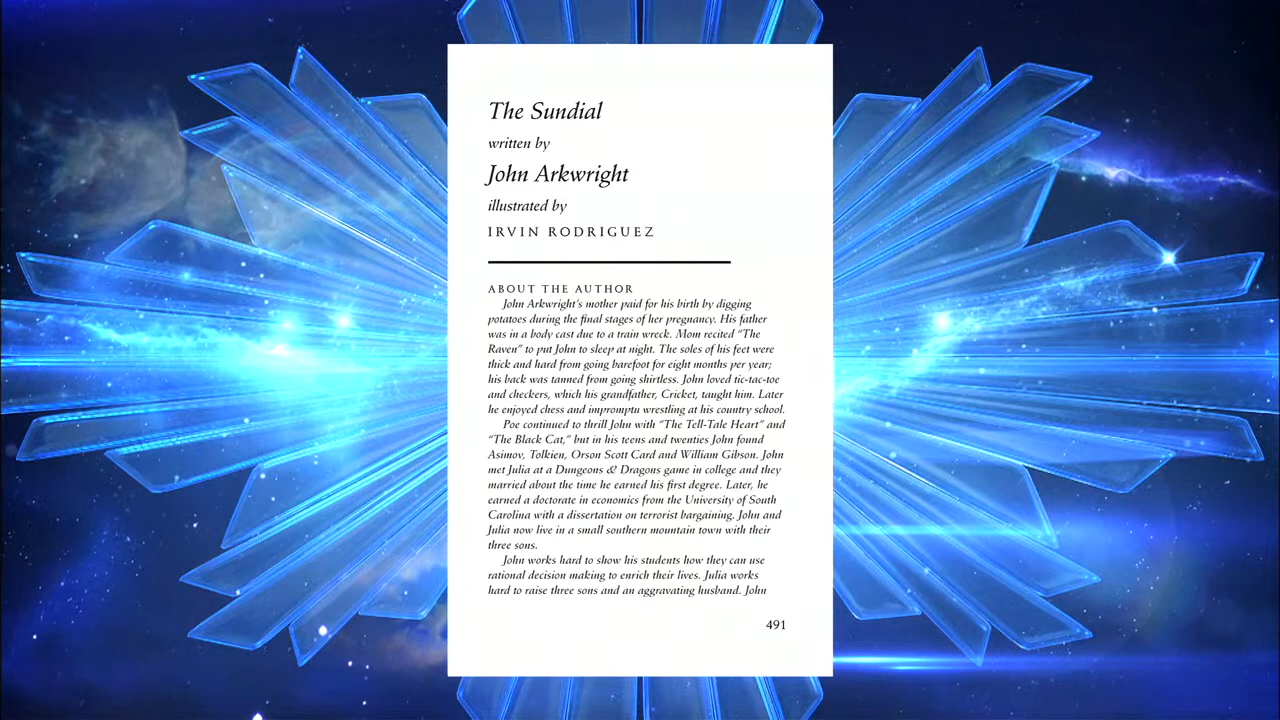 The Sundial
written by
John Arkwright
illustrated by
IRVIN RODRIGUEZ
ABOUT THE AUTHOR
John Arkwright's mother paid for his birth by digging
potatoes during the final stages of her pregnancy. His father
was in a body cast due to a train wreck. Mom recited “The
Raven” to put John to sleep at night. The soles of his feet were
thick and hard from going barefoot for eight months per year;
his back was tanned from going shirtless. John loved tic-tac-toe
and checkers, which his grandfather, Cricket, taught him. Later
he enjoyed chess and impromptu wrestling at his country school.
Poe continued to thrill John with “The Tell-Tale Heart” and
“The Black Cat,” but in his teens and twenties John found
Asimov, Tolkien, Orson Scott Card and William Gibson. John
met Julia at a Dungeons & Dragons game in college and they
married about the time he earned his first degree. Later, he
earned a doctorate in economics from the University of South
Carolina with a dissertation on terrorist bargaining. John and
Julia now live in a small southern mountain town with their
three sons.
John works hard to show his students how they can use
rational decision making to enrich their lives. Julia works
hard to raise three sons and an aggravating husband. John
491